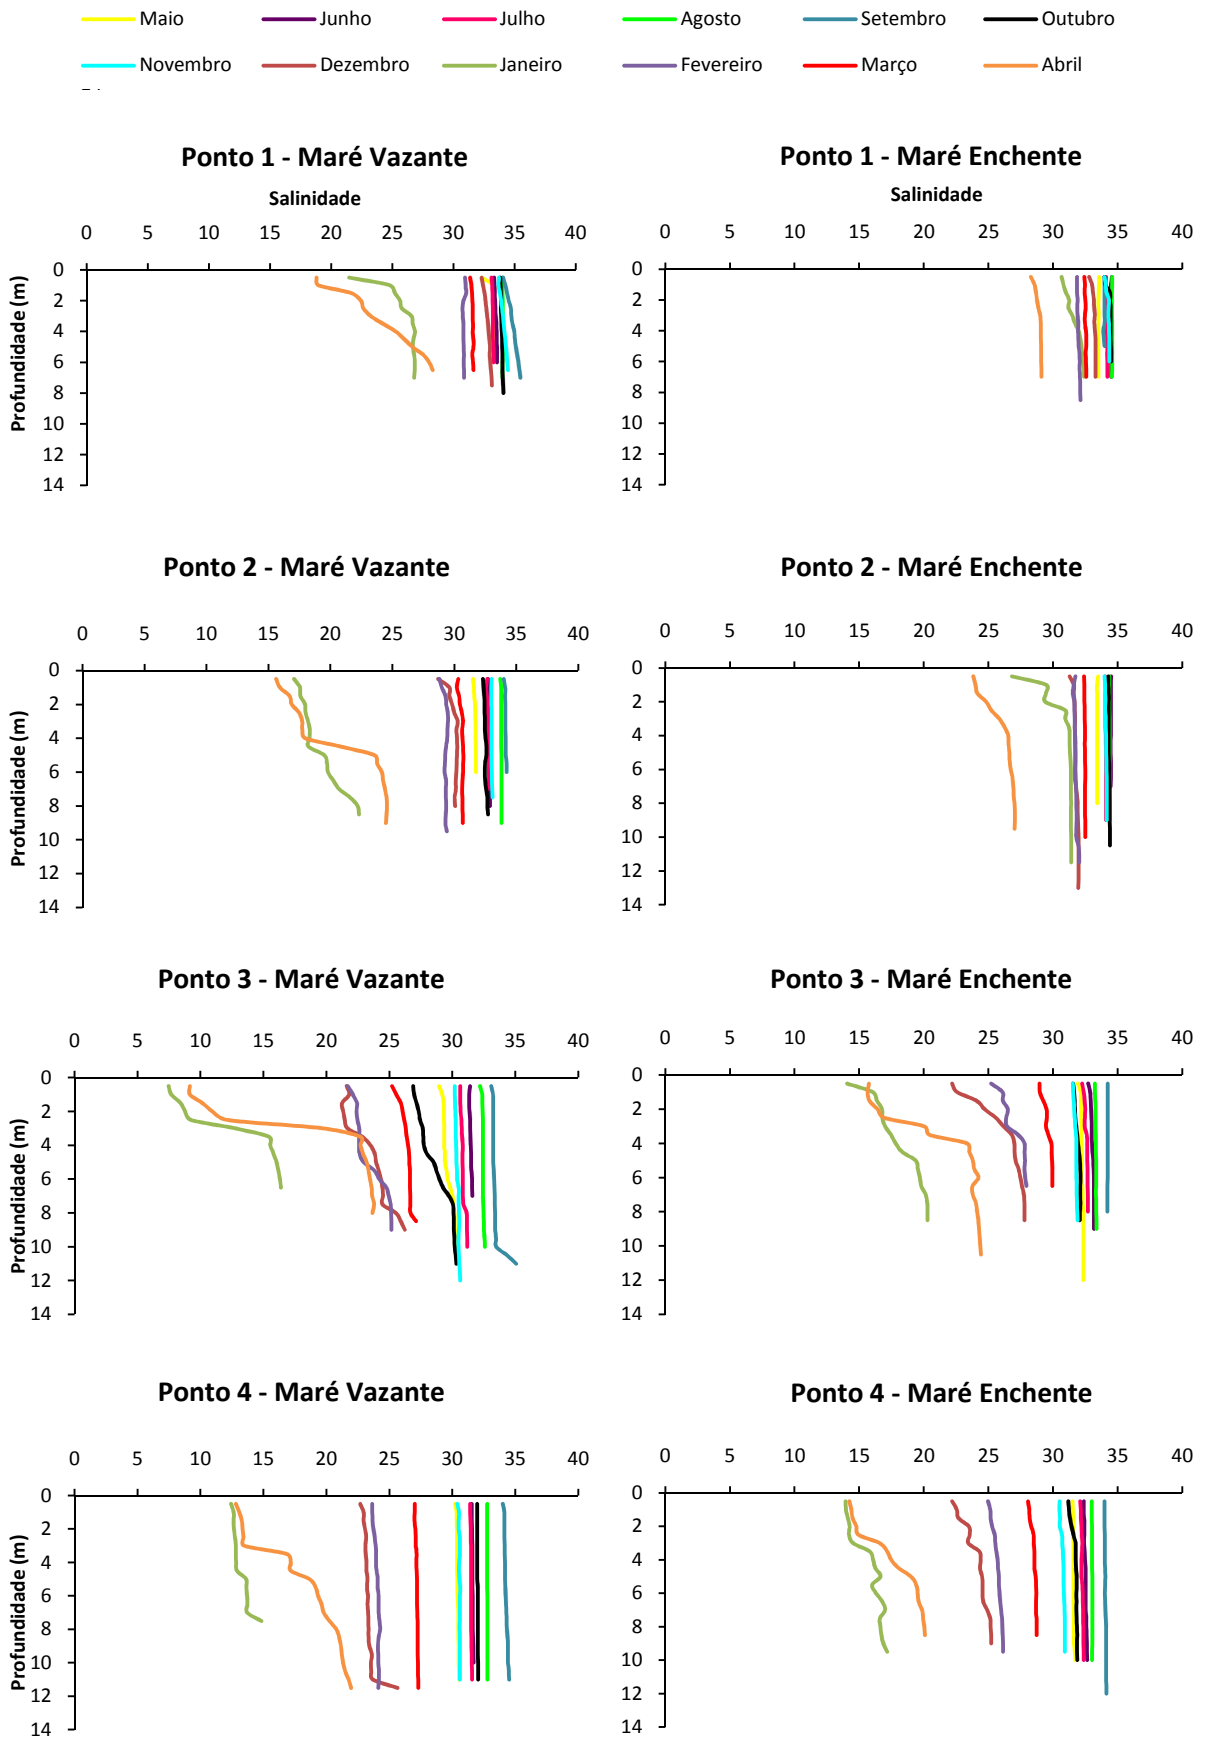 Maio Junho Julho Agosto Setembro Outubro
Novembro Dezembro Janeiro Fevereiro Março Abril
Ponto 1 - Maré Vazante Ponto 1 - Maré Enchente
Salinidade Salinidade
0 5 10 15 20 25 30 35 40 0 5 10 15 20 25 30 35 40
Profundidade (m)
0 0
2 2
4 4
6 6
8 8
10 10
12 12
14 14
Ponto 2 - Maré Vazante Ponto 2 - Maré Enchente
0 5 10 15 20 25 30 35 40 0 5 10 15 20 25 30 35 40
Profundidade (m)
0 0
2 2
4 4
6 6
8 8
10 10
12 12
14 14
Ponto 3 - Maré Vazante Ponto 3 - Maré Enchente
0 5 10 15 20 25 30 35 40 0 5 10 15 20 25 30 35 40
Profundidade (m)
0 0
2 2
4 4
6 6
8 8
10 10
12 12
14 14
Ponto 4 - Maré Vazante Ponto 4 - Maré Enchente
0 5 10 15 20 25 30 35 40 0 5 10 15 20 25 30 35 40
Profundidade (m)
0 0
2 2
4 4
6 6
8 8
10 10
12 12
14 14